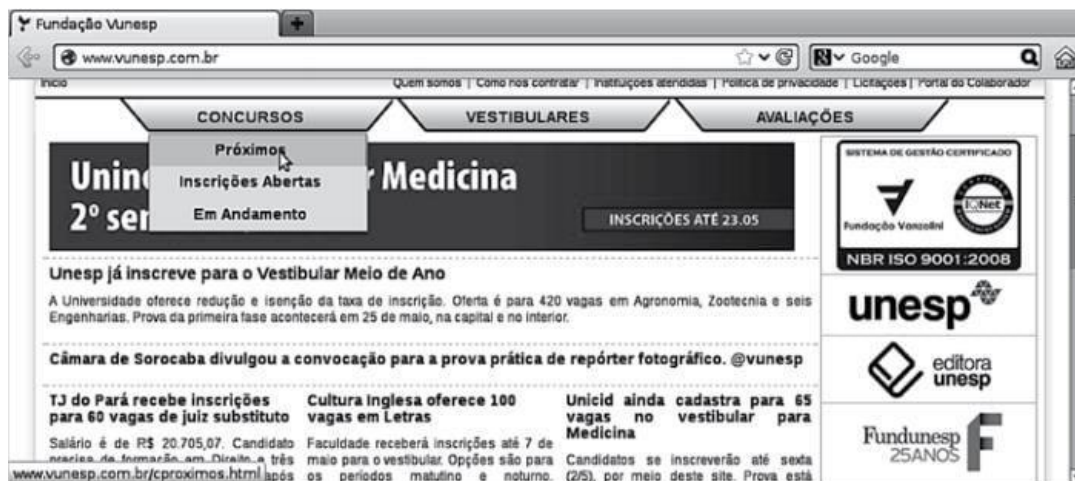 Fundação Vunesp
www.vunesp.com.br
Google
Início
Quem somos | Como nos contratar | Instituições atendidas | Política de privacidade | Licitações | Portal do Colaborador
CONCURSOS
VESTIBULARES
AVALIAÇÕES
Próximos
Inscrições Abertas
Em Andamento
Medicina
INSCRIÇÕES ATÉ 23.05
SISTEMA DE GESTÃO CERTIFICADO
Fundação Vanzolini
IQNet
NBR ISO 9001:2008
Unesp já inscreve para o Vestibular Meio de Ano
A Universidade oferece redução e isenção da taxa de inscrição. Oferta é para 420 vagas em Agronomia, Zootecnia e seis
Engenharias. Prova da primeira fase acontecerá em 25 de maio, na capital e no interior.
unesp
Câmara de Sorocaba divulgou a convocação para a prova prática de repórter fotográfico. @vunesp
editora
unesp
TJ do Pará recebe inscrições
para 60 vagas de juiz substituto
Salário é de R$ 20.705,07. Candidato
precisa de formação em Direito e três
após
Cultura Inglesa oferece 100
vagas em Letras
Faculdade receberá inscrições até 7 de
maio para o vestibular. Opções são para
os períodos matutino e noturno.
Unicid ainda cadastra para 65
vagas no vestibular para
Medicina
Candidatos se inscreverão até sexta
(2/5), por meio deste site. Prova está
Fundunesp
25ANOS
www.vunesp.com.br/cproximos.html